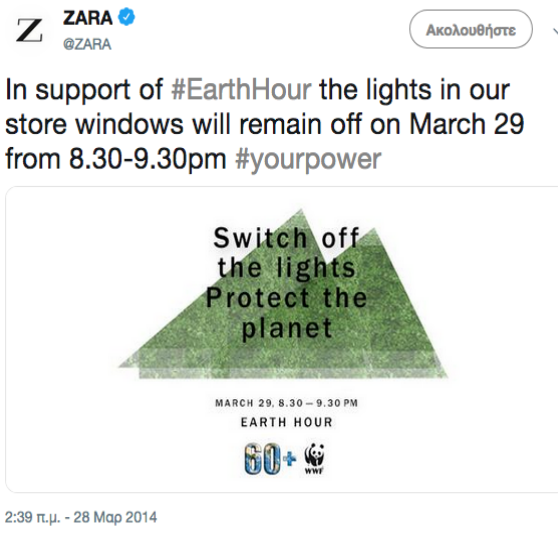 ZARA
@ZARA
Ακολουθήστε
In support of #EarthHour the lights in our
store windows will remain off on March 29
from 8.30-9.30pm #yourpower
Switch off
the lights
Protect the
planet
MARCH 29, 8.30 – 9.30 PM
EARTH HOUR
60+ WWF
2:39 π.μ. - 28 Μαρ 2014